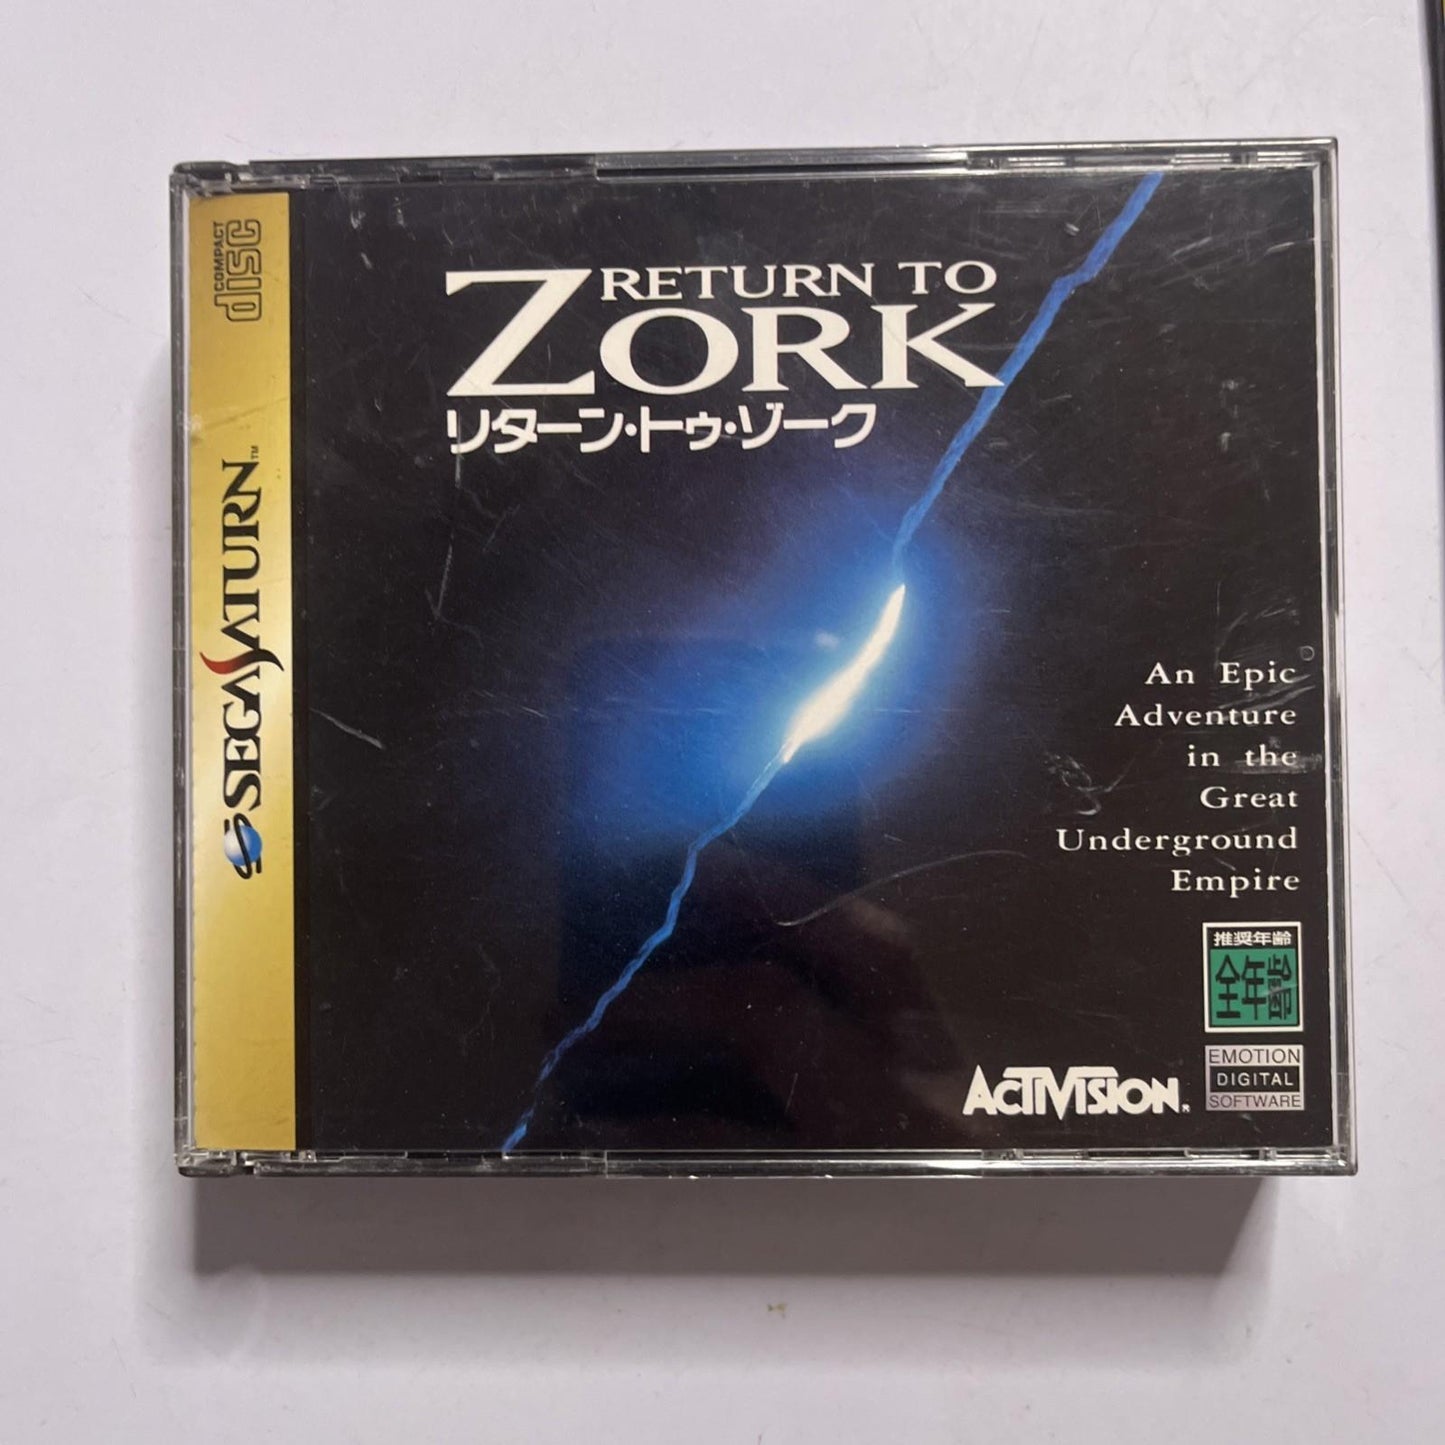 COMPACT
disc
SEGA SATURN™
RETURN TO
ZORK
リターン・トゥ・ゾーク
An Epic
Adventure
in the
Great
Underground
Empire
推奨年齢
全年齢
ACTIVISION.
EMOTION
DIGITAL
SOFTWARE